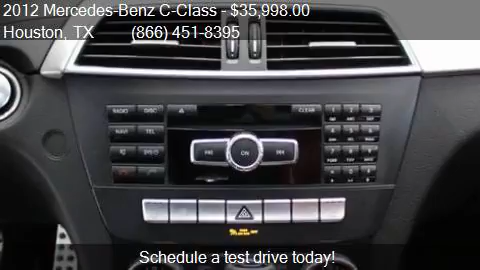 2012 Mercedes-Benz C-Class - $35,998.00
Houston, TX (866) 451-8395
RADIO DISC CLEAR
NAVI TEL
SYS
ON
Schedule a test drive today!